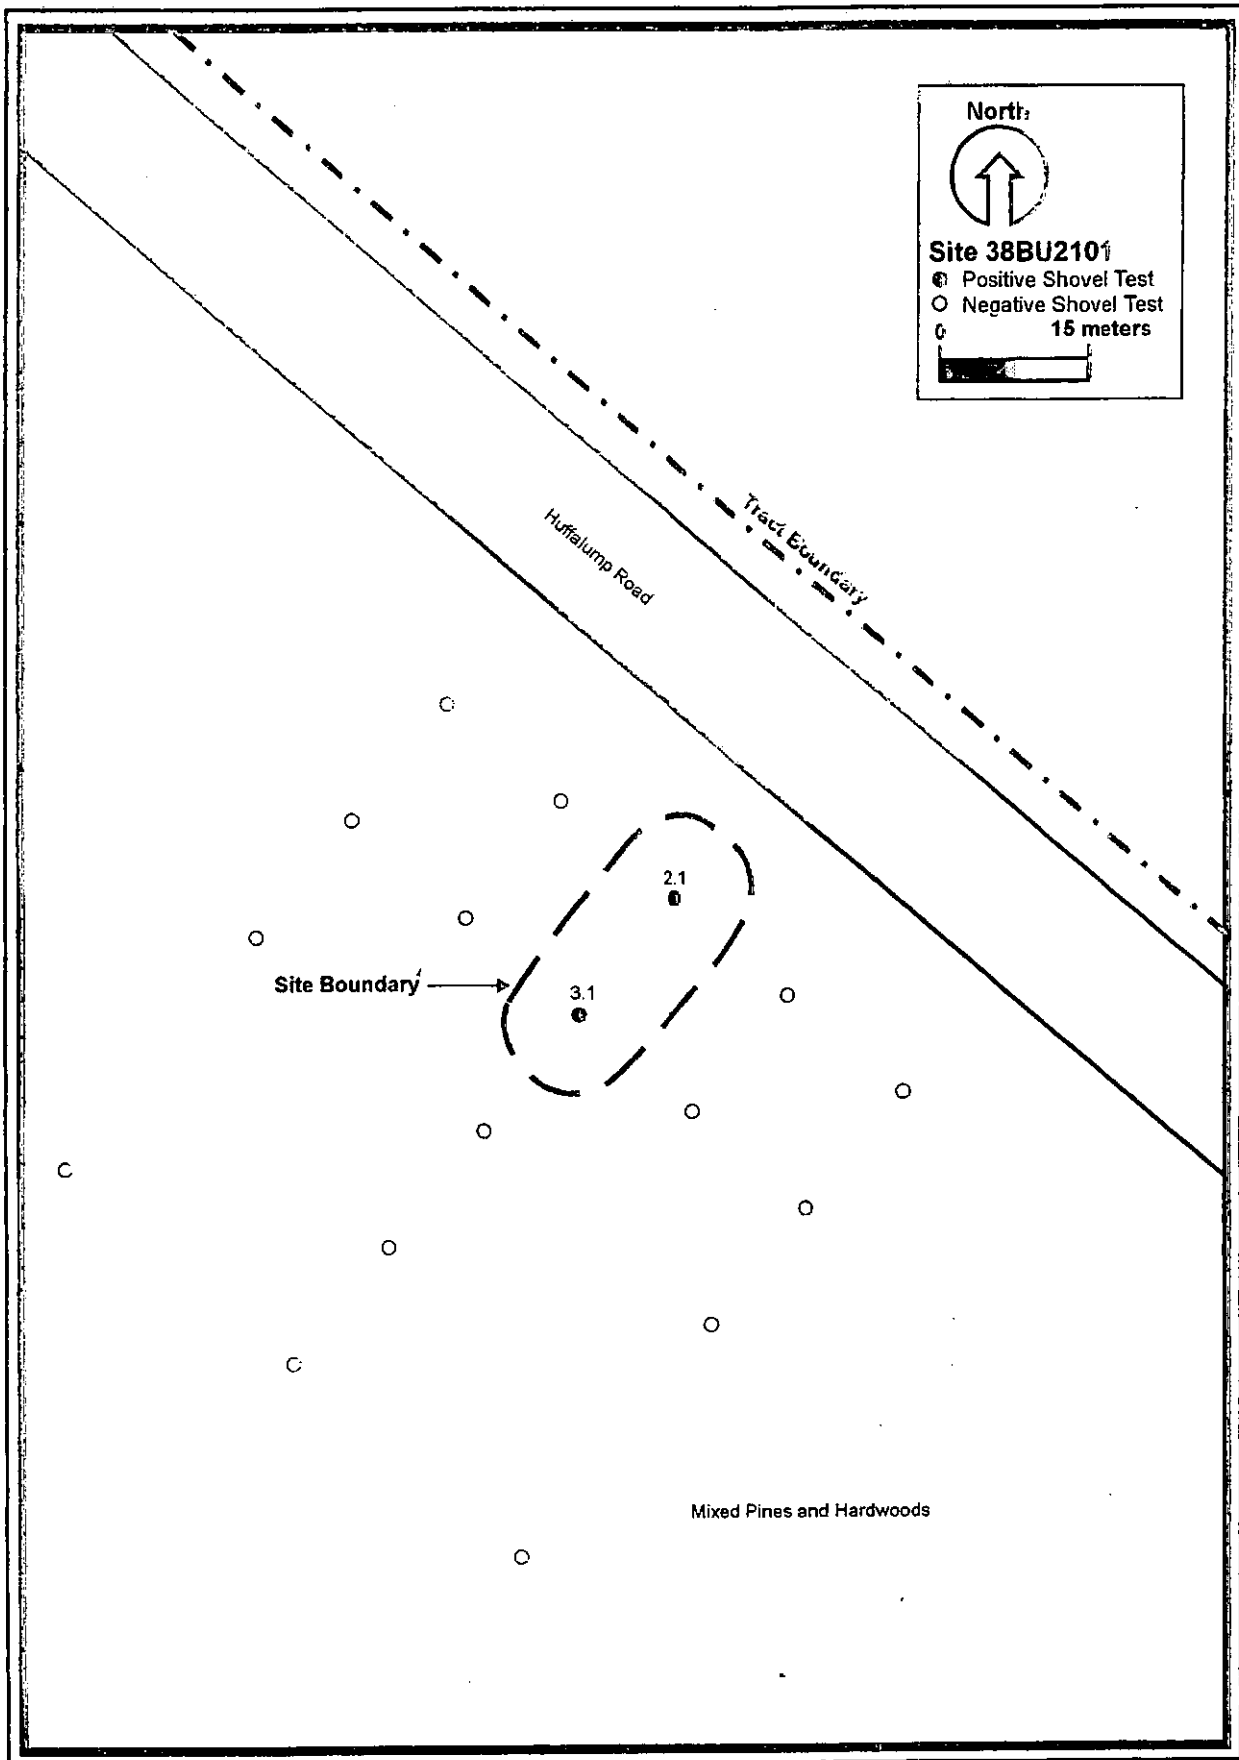 North
Site 38BU2101
Positive Shovel Test
Negative Shovel Test
0 15 meters
Tract Boundary
Huffalump Road
2.1
Site Boundary
3.1
Mixed Pines and Hardwoods